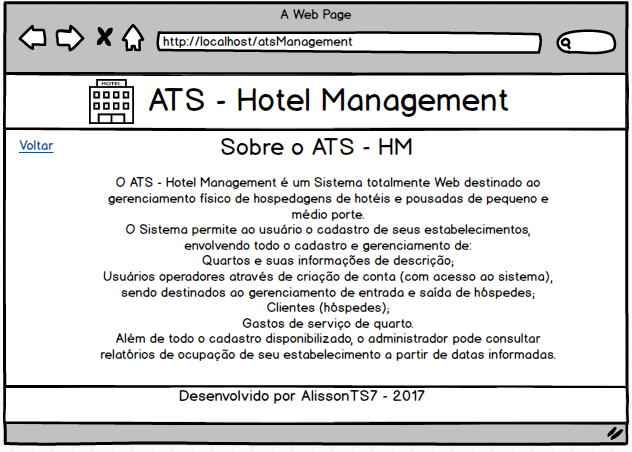 A Web Page
http://localhost/atsManagement
HOTEL
ATS - Hotel Management
Voltar
Sobre o ATS - HM
O ATS - Hotel Management é um Sistema totalmente Web destinado ao
gerenciamento físico de hospedagens de hotéis e pousadas de pequeno e
médio porte.
O Sistema permite ao usuário o cadastro de seus estabelecimentos,
envolvendo todo o cadastro e gerenciamento de:
Quartos e suas informações de descrição;
Usuários operadores através de criação de conta (com acesso ao sistema),
sendo destinados ao gerenciamento de entrada e saída de hóspedes;
Clientes (hóspedes);
Gastos de serviço de quarto.
Além de todo o cadastro disponibilizado, o administrador pode consultar
relatórios de ocupação de seu estabelecimento a partir de datas informadas.
Desenvolvido por AlissonTS7 - 2017